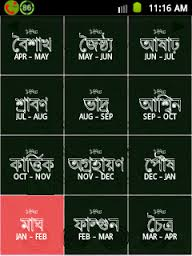 86 11:16 AM
বৈশাখ
APR - MAY
জৈষ্ঠ্য
MAY - JUN
আষাঢ়
JUN - JUL
শ্রাবণ
JUL - AUG
ভাদ্র
AUG - SEP
আশ্বিন
SEP - OCT
কার্ত্তিক
OCT - NOV
অগ্রহায়ণ
NOV - DEC
পৌষ
DEC - JAN
মাঘ
JAN - FEB
ফাল্গুন
FEB - MAR
চৈত্র
MAR - APR